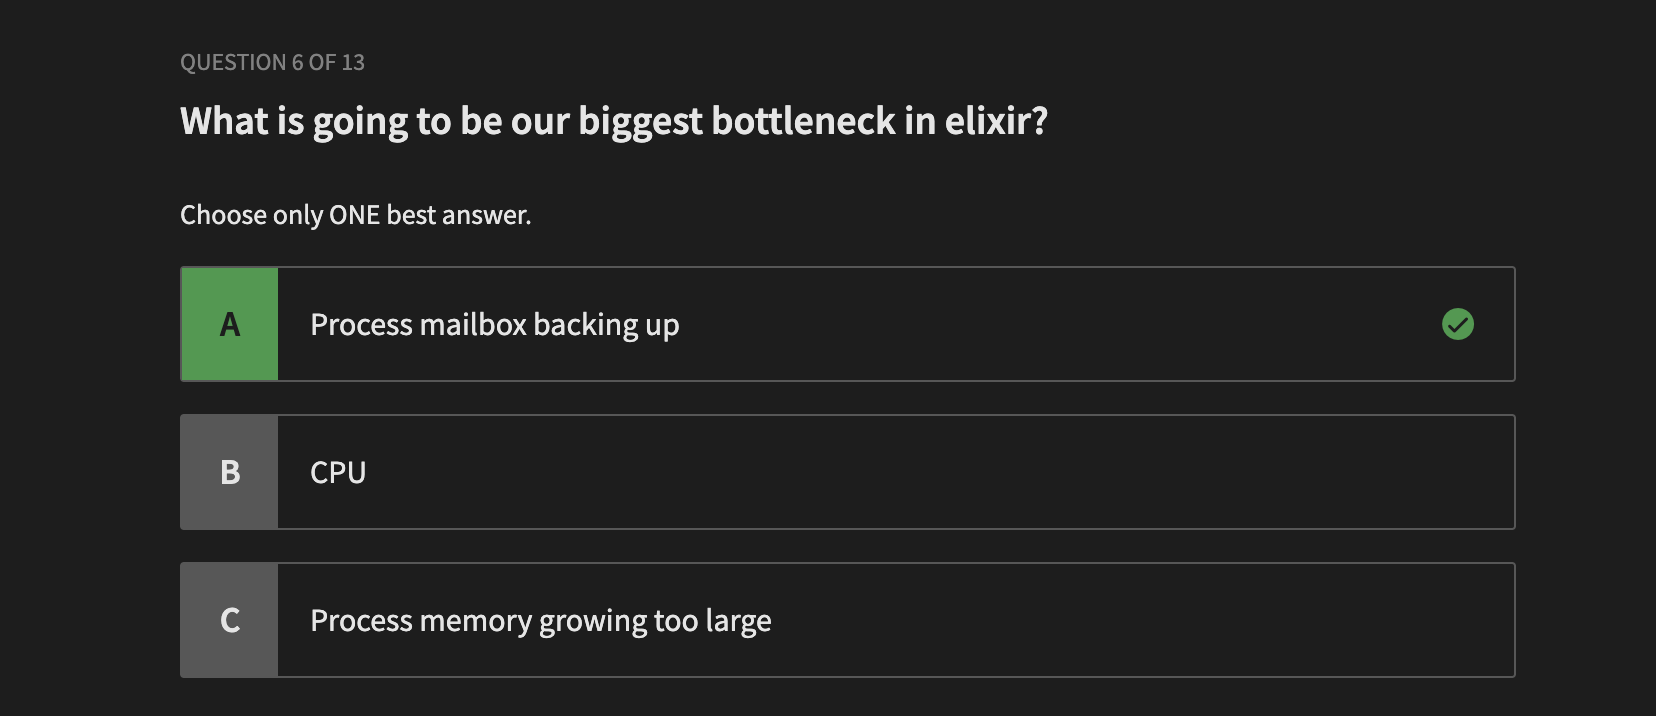 QUESTION 6 OF 13
What is going to be our biggest bottleneck in elixir?
Choose only ONE best answer.
A
Process mailbox backing up
B
CPU
C
Process memory growing too large